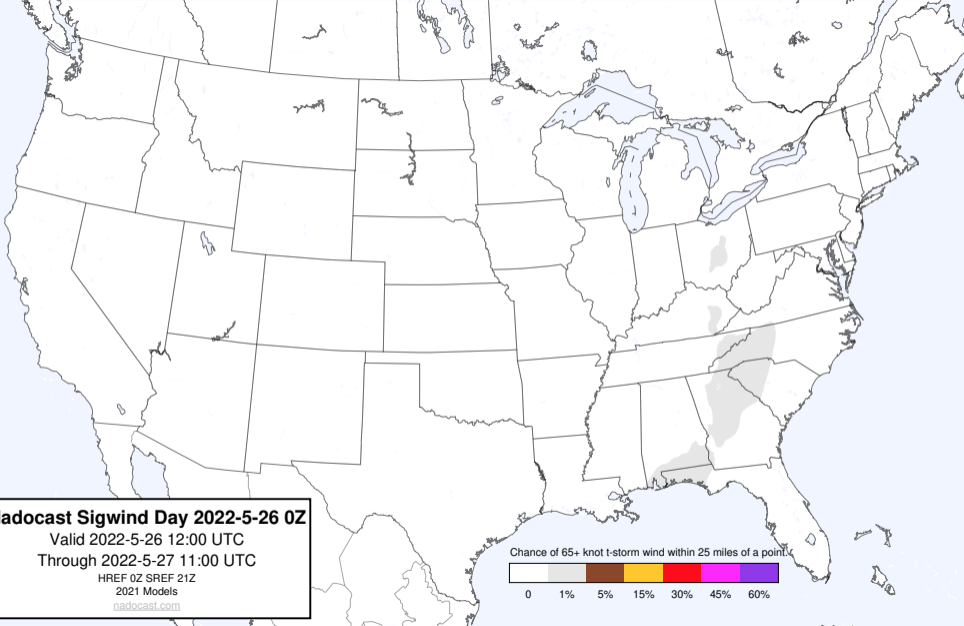 adocast Sigwind Day 2022-5-26 0Z
Valid 2022-5-26 12:00 UTC
Through 2022-5-27 11:00 UTC
HREF 0Z SREF 21Z
2021 Models
nadocast.com
Chance of 65+ knot t-storm wind within 25 miles of a point.
0 1% 5% 15% 30% 45% 60%